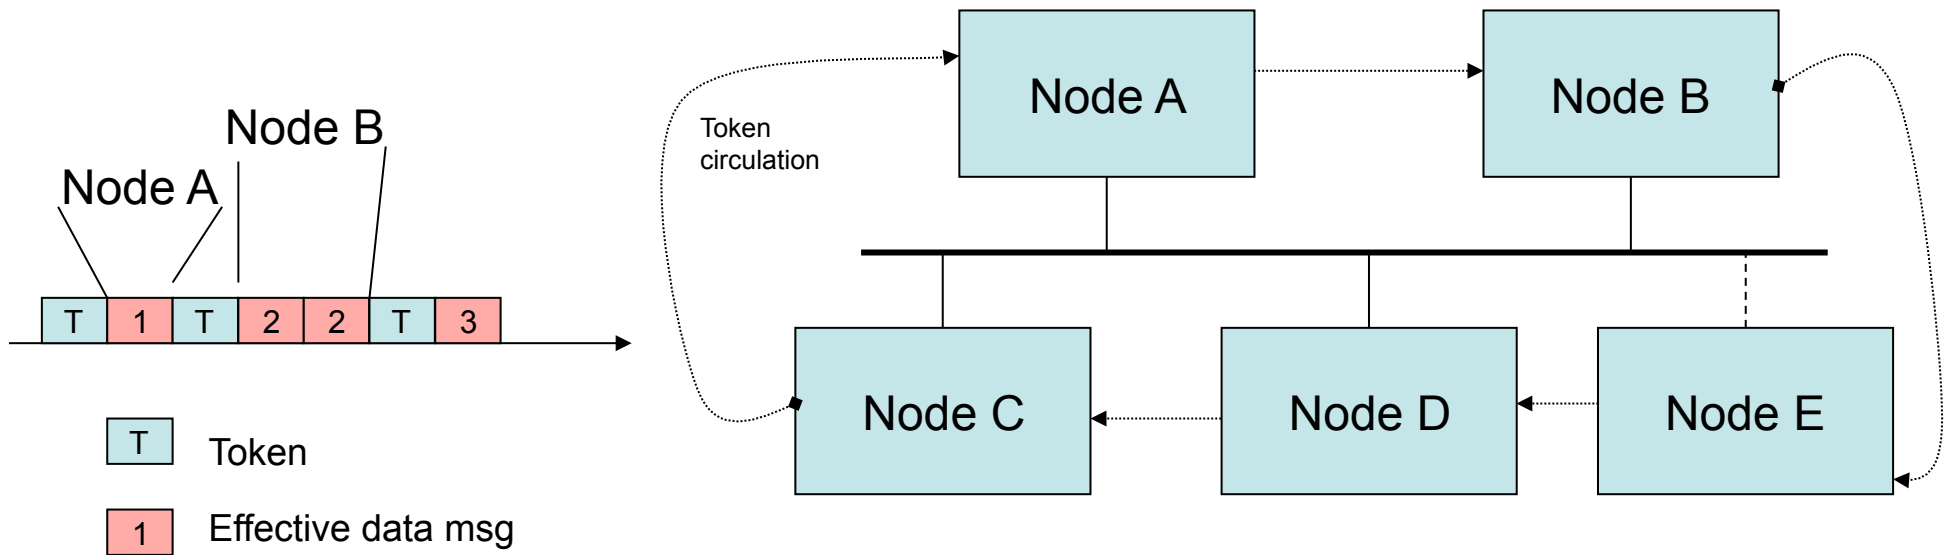 Node B
Node A
T 1 T 2 2 T 3
T Token
1 Effective data msg
Token
circulation
Node A
Node B
Node C
Node D
Node E